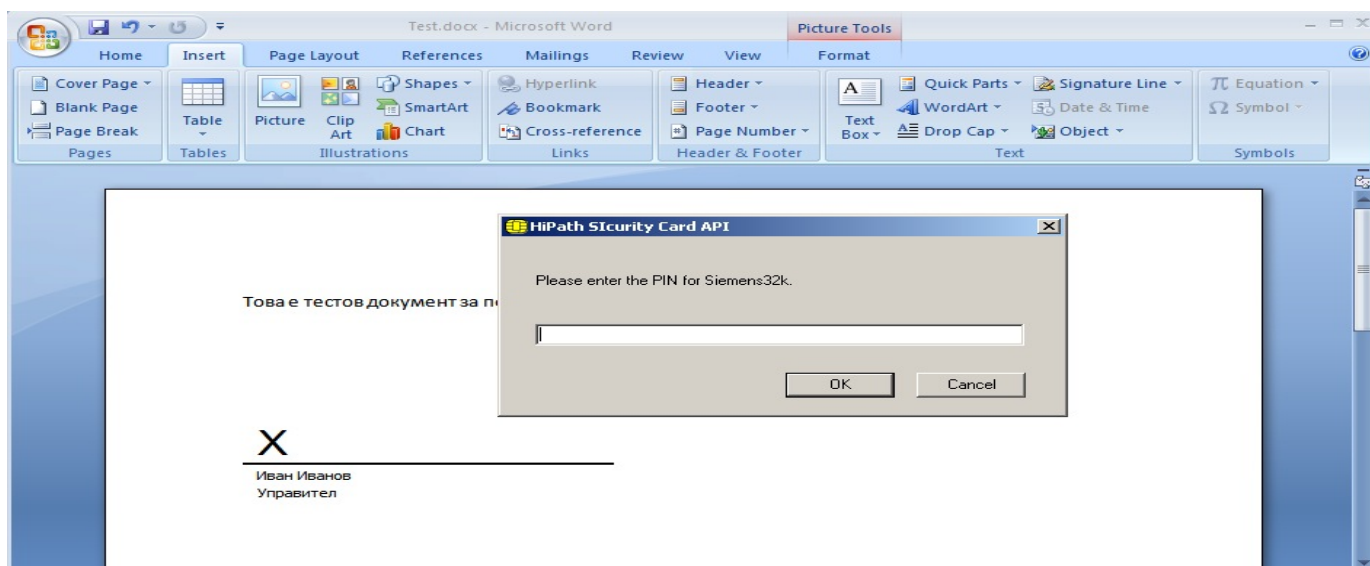 Test.docx - Microsoft Word
Picture Tools
Home Insert Page Layout References Mailings Review View Format
Cover Page
Blank Page
Page Break
Pages
Table
Tables
Picture
Clip Art
Shapes
SmartArt
Chart
Illustrations
Hyperlink
Bookmark
Cross-reference
Links
Header
Footer
Page Number
Header & Footer
A
Text Box
Quick Parts
WordArt
Drop Cap
Signature Line
Date & Time
Object
Text
π Equation
Ω Symbol
Symbols
HiPath SIcurity Card API
Please enter the PIN for Siemens32k.
OK Cancel
Това е тестов документ за
X
Иван Иванов
Управител